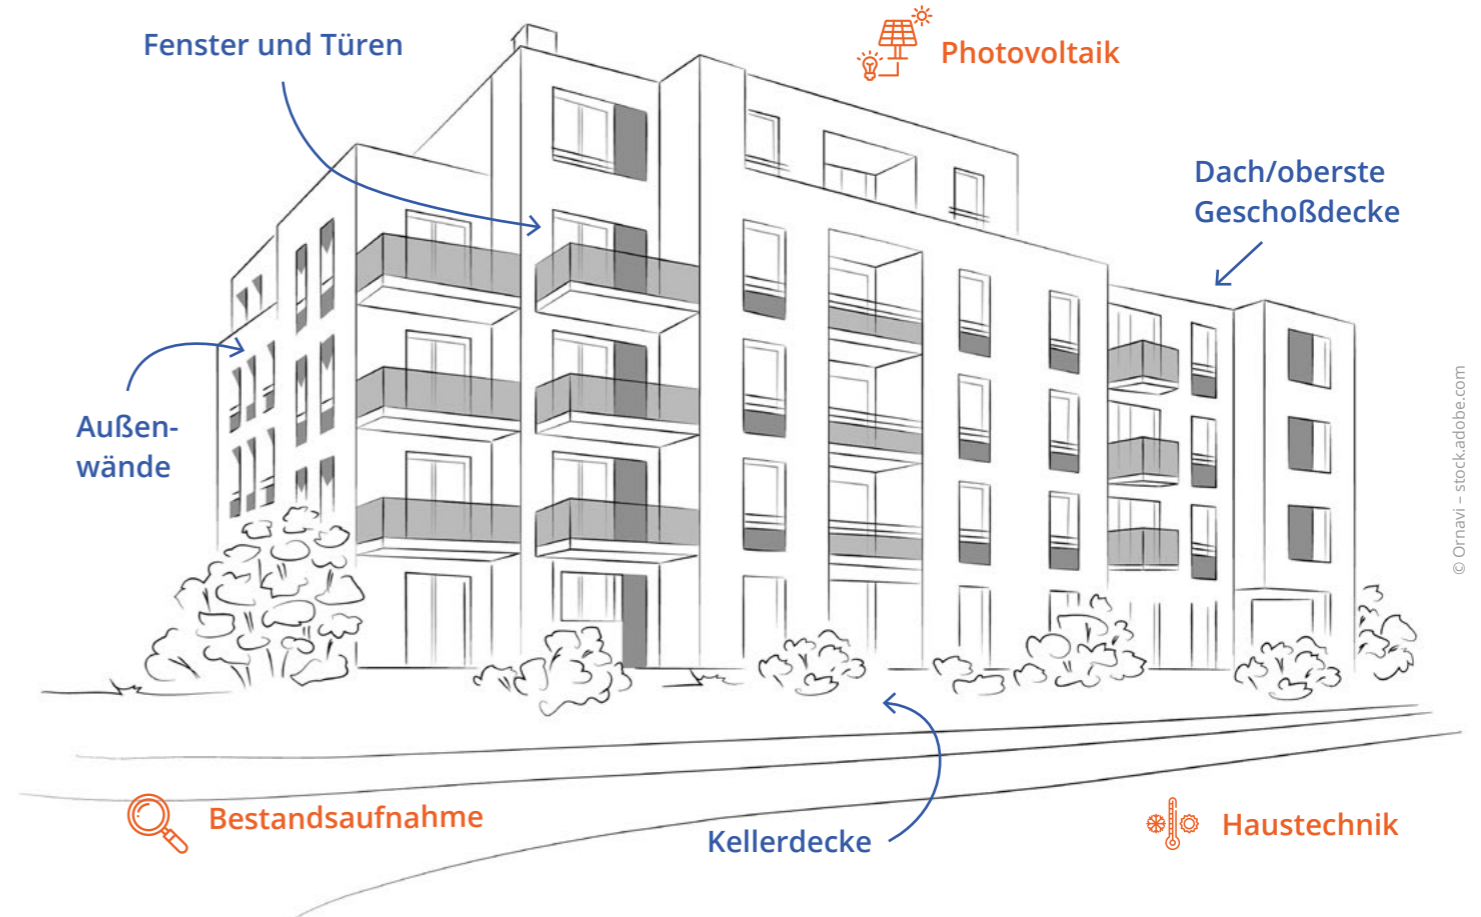 Fenster und Türen
Photovoltaik
Dach/oberste
Geschoßdecke
Außen-
wände
© Ornavi – stock.adobe.com
Bestandsaufnahme
Kellerdecke
Haustechnik